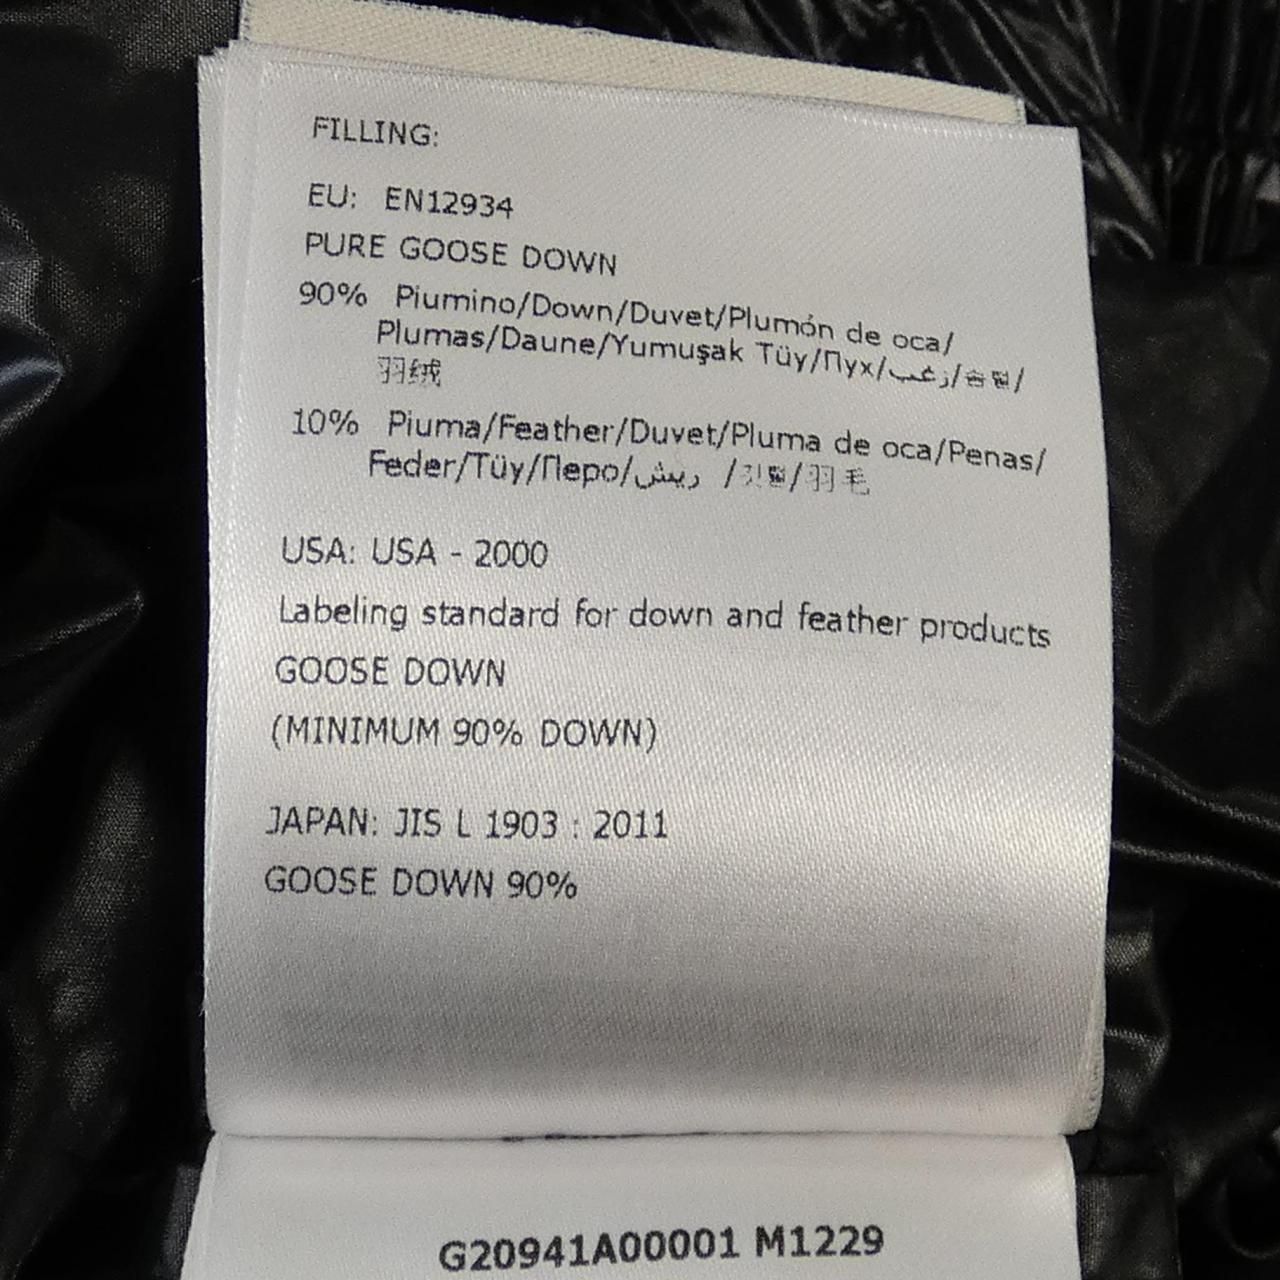 FILLING:
EU: EN12934
PURE GOOSE DOWN
90% Piumino/Down/Duvet/Plumón de oca/
Plumas/Daune/Yumuşak Tüy/Пух/زغب/솜털/
羽绒
10% Piuma/Feather/Duvet/Pluma de oca/Penas/
Feder/Tüy/Перо/ريش /깃털/羽毛
USA: USA - 2000
Labeling standard for down and feather products
GOOSE DOWN
(MINIMUM 90% DOWN)
JAPAN: JIS L 1903 : 2011
GOOSE DOWN 90%
G20941A00001 M1229